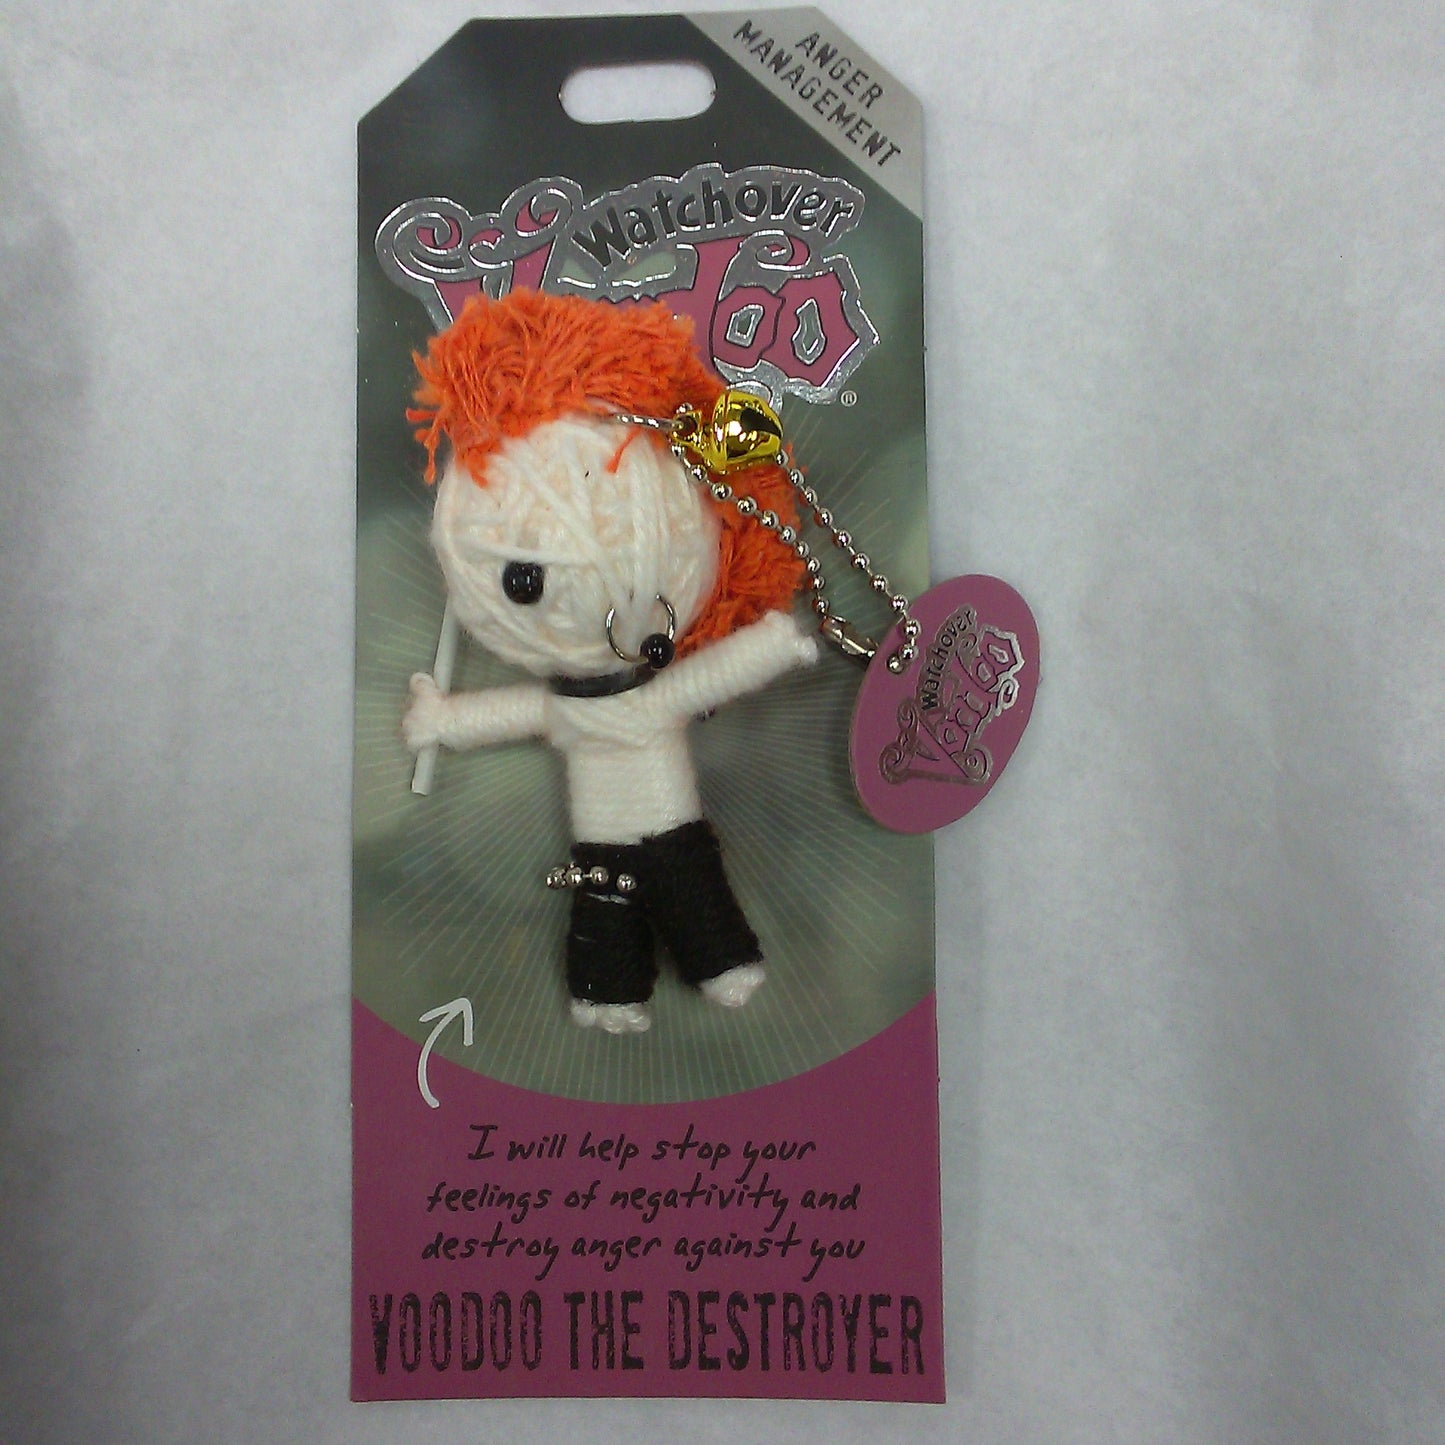 ANGER
MANAGEMENT
Watchover
Voodoo
®
Watchover
Voodoo
I will help stop your
feelings of negativity and
destroy anger against you
VOODOO THE DESTROYER